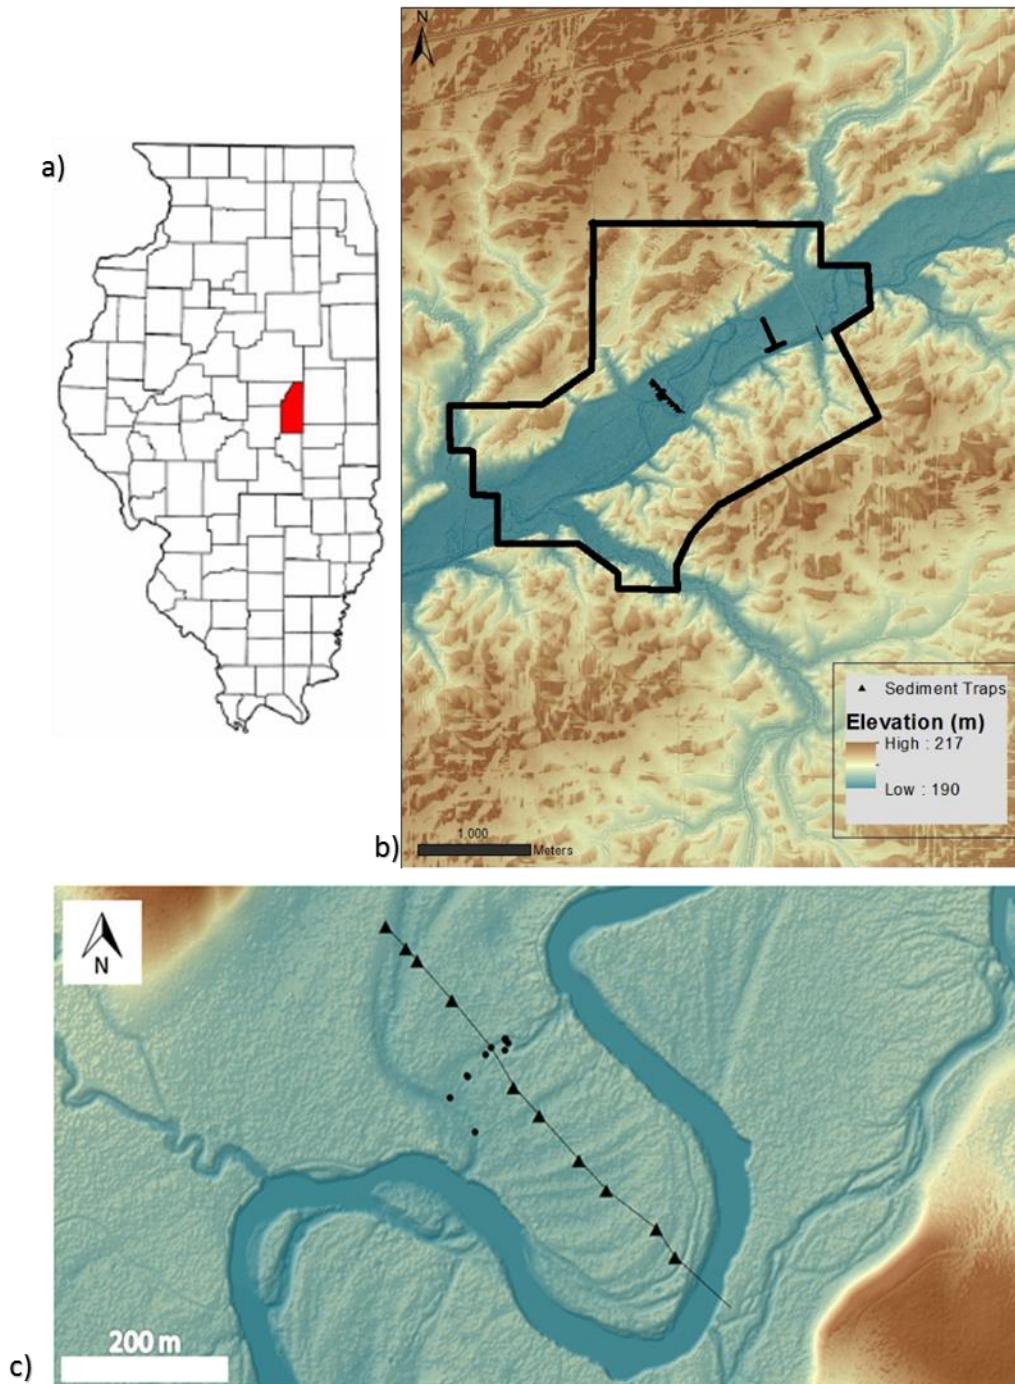 N
a)
▲ Sediment Traps
Elevation (m)
High : 217
Low : 190
1,000
Meters
b)
N
200 m
c)